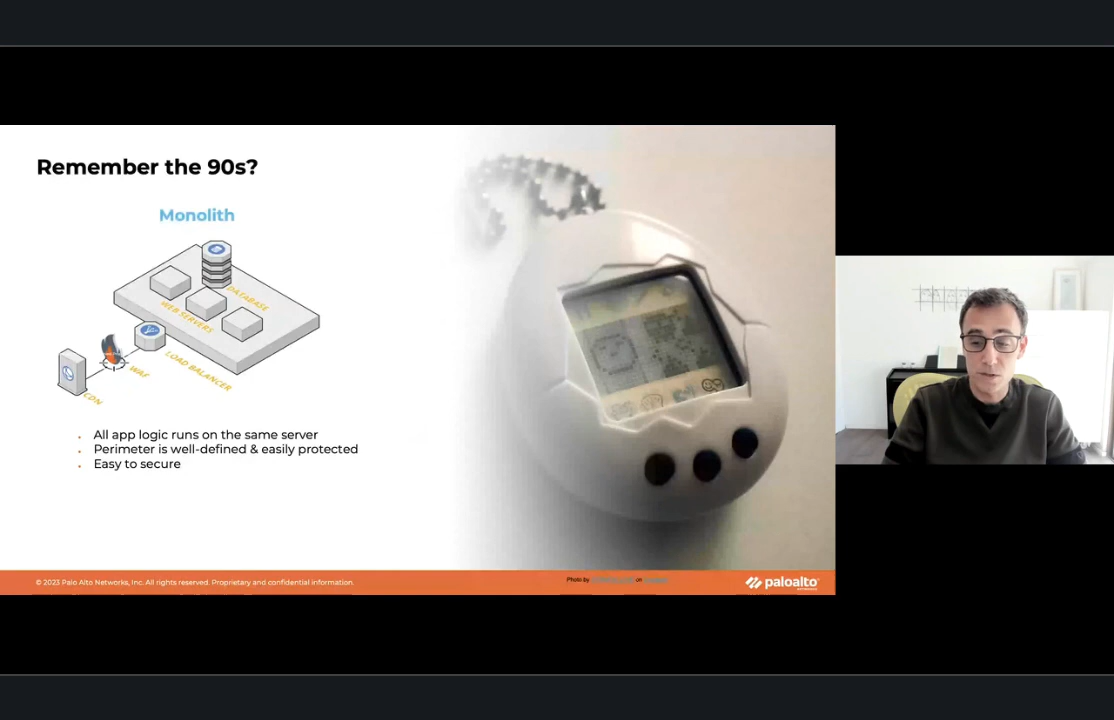 Remember the 90s?
Monolith
DATABASE
WEB SERVERS
LOAD BALANCER
WAF
CDN
. All app logic runs on the same server
. Perimeter is well-defined & easily protected
. Easy to secure
© 2023 Palo Alto Networks, Inc. All rights reserved. Proprietary and confidential information.
Photo by
on
paloalto